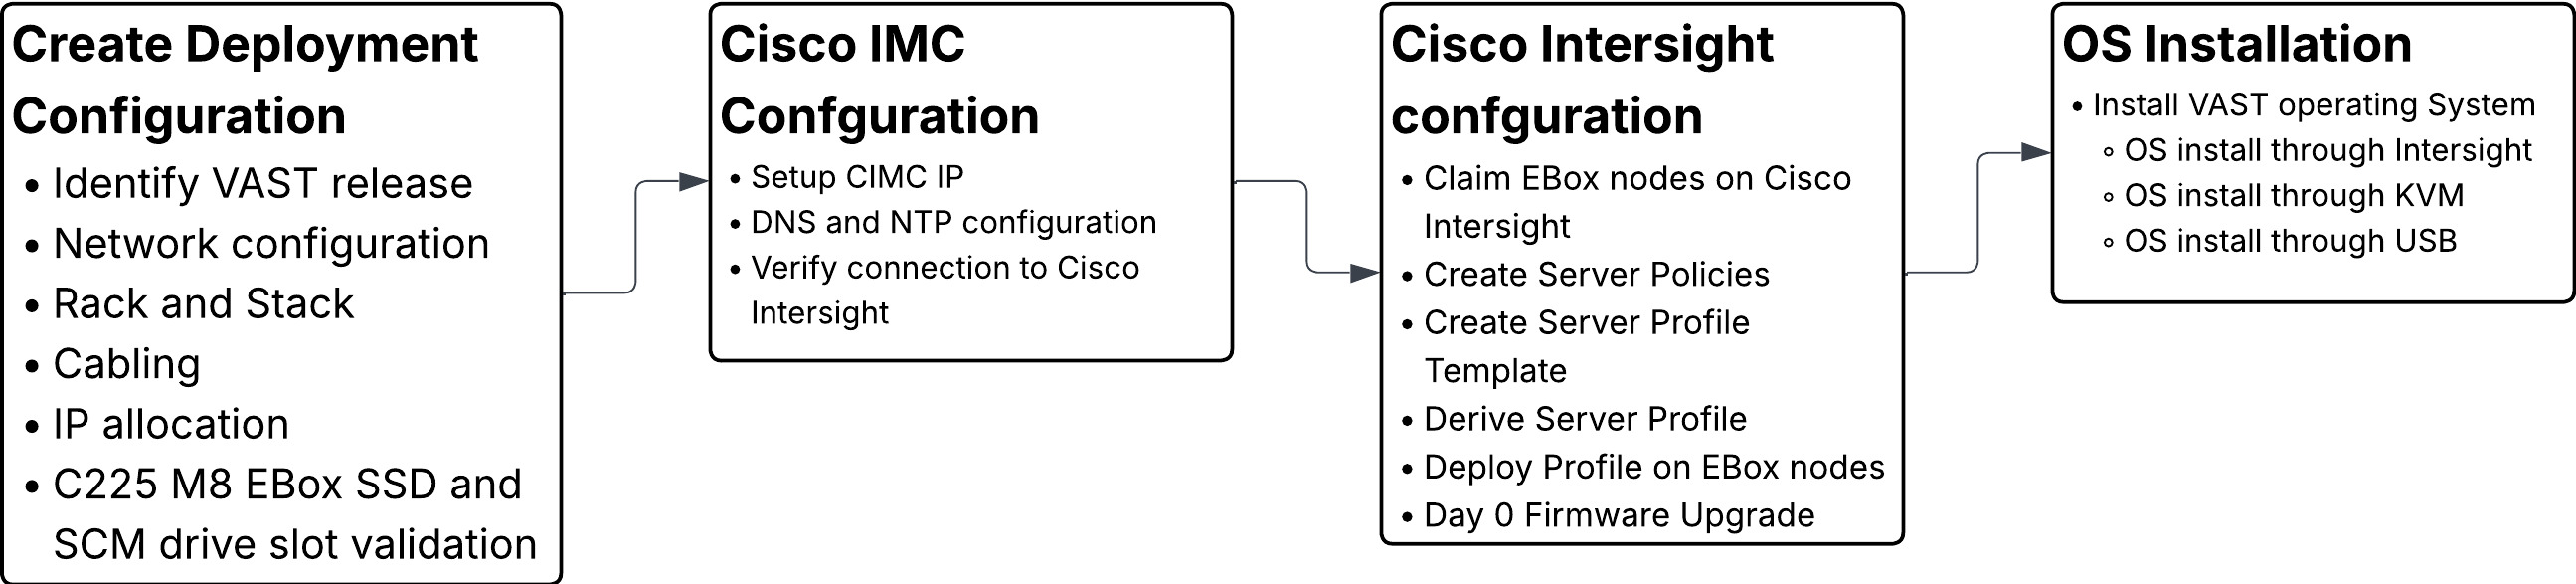 Create Deployment
Configuration
• Identify VAST release
• Network configuration
• Rack and Stack
• Cabling
• IP allocation
• C225 M8 EBox SSD and
SCM drive slot validation
Cisco IMC
Confguration
• Setup CIMC IP
• DNS and NTP configuration
• Verify connection to Cisco
Intersight
Cisco Intersight
confguration
• Claim EBox nodes on Cisco
Intersight
• Create Server Policies
• Create Server Profile
Template
• Derive Server Profile
• Deploy Profile on EBox nodes
• Day 0 Firmware Upgrade
OS Installation
• Install VAST operating System
◦ OS install through Intersight
◦ OS install through KVM
◦ OS install through USB